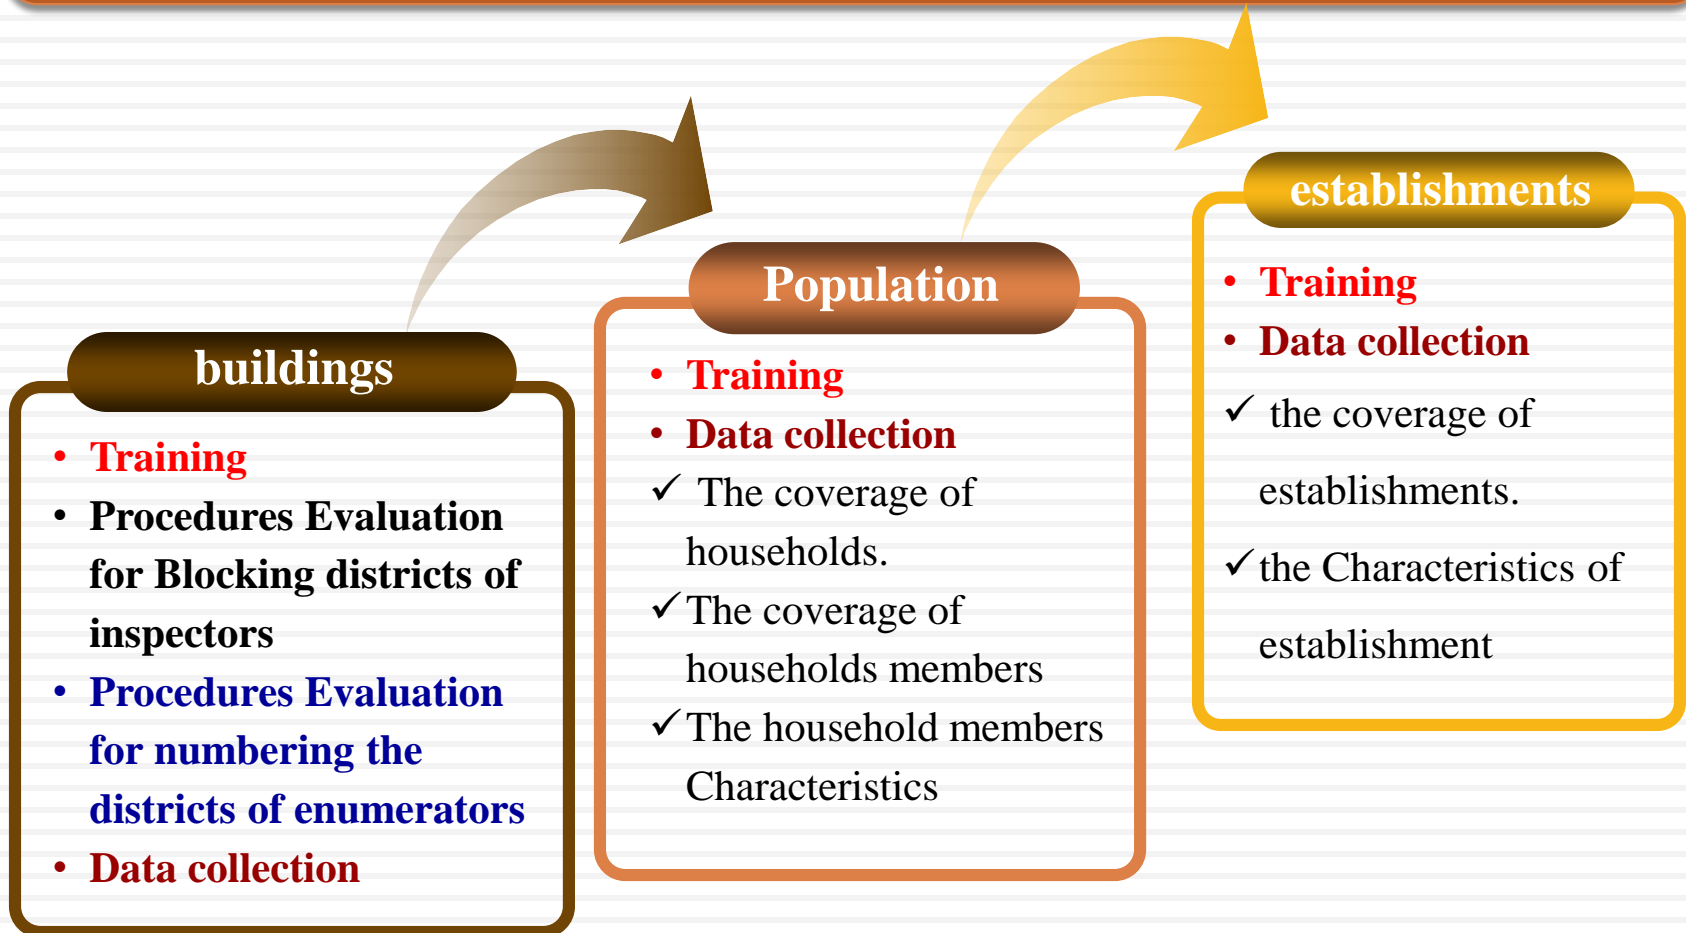 buildings
• Training
• Procedures Evaluation
for Blocking districts of
inspectors
• Procedures Evaluation
for numbering the
districts of enumerators
• Data collection
Population
• Training
• Data collection
✓ The coverage of
households.
✓ The coverage of
households members
✓ The household members
Characteristics
establishments
• Training
• Data collection
✓ the coverage of
establishments.
✓ the Characteristics of
establishment